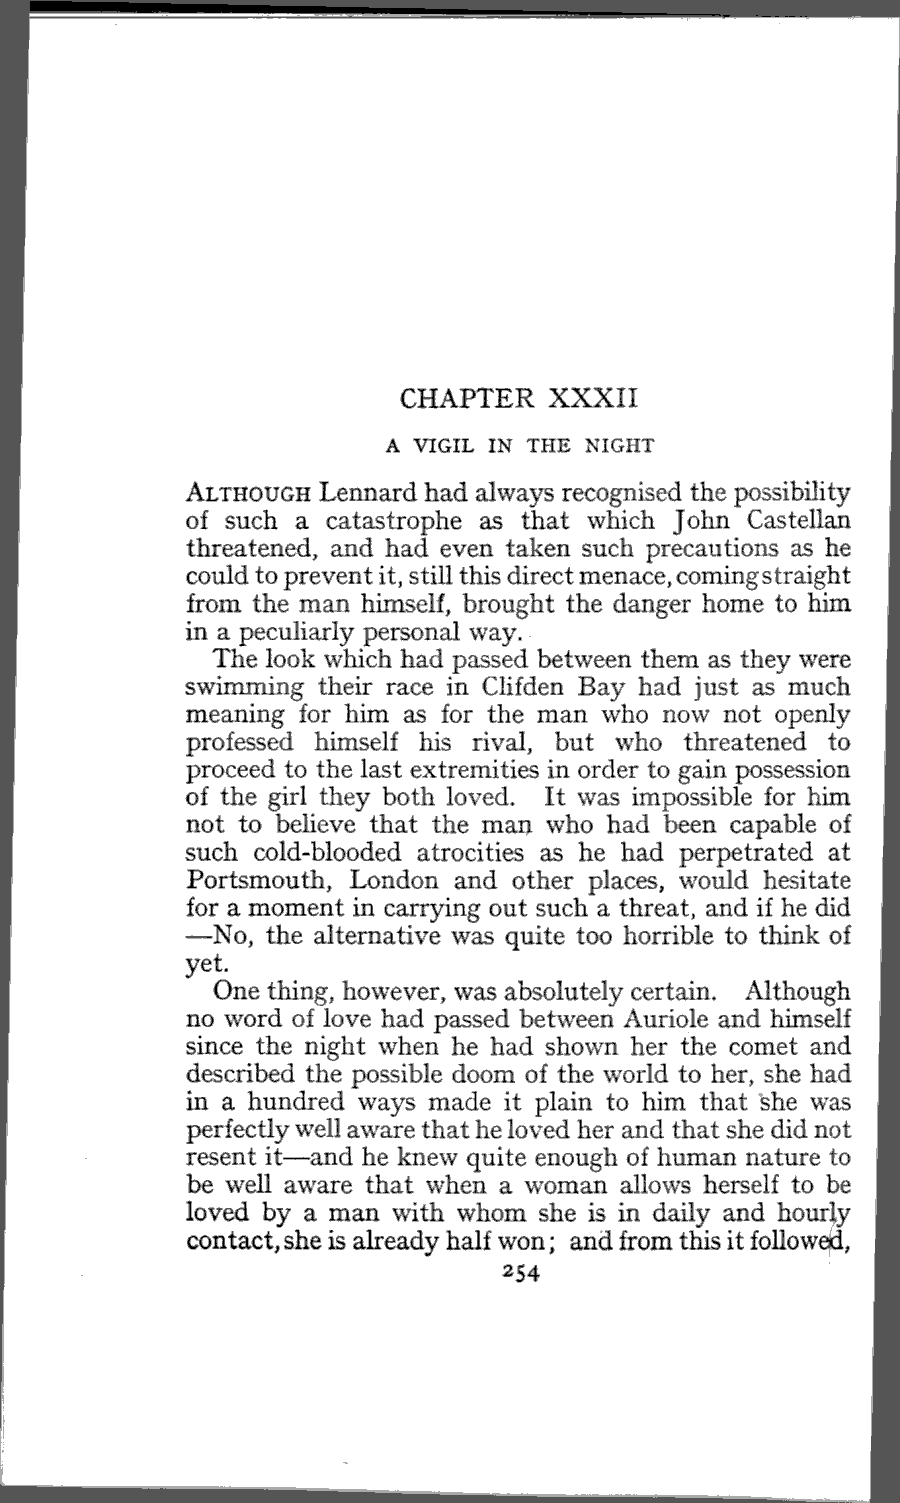 CHAPTER XXXII
A VIGIL IN THE NIGHT
ALTHOUGH Lennard had always recognised the possibility
of such a catastrophe as that which John Castellan
threatened, and had even taken such precautions as he
could to prevent it, still this direct menace, coming straight
from the man himself, brought the danger home to him
in a peculiarly personal way.
The look which had passed between them as they were
swimming their race in Clifden Bay had just as much
meaning for him as for the man who now not openly
professed himself his rival, but who threatened to
proceed to the last extremities in order to gain possession
of the girl they both loved. It was impossible for him
not to believe that the man who had been capable of
such cold-blooded atrocities as he had perpetrated at
Portsmouth, London and other places, would hesitate
for a moment in carrying out such a threat, and if he did
—No, the alternative was quite too horrible to think of
yet.
One thing, however, was absolutely certain. Although
no word of love had passed between Auriole and himself
since the night when he had shown her the comet and
described the possible doom of the world to her, she had
in a hundred ways made it plain to him that she was
perfectly well aware that he loved her and that she did not
resent it—and he knew quite enough of human nature to
be well aware that when a woman allows herself to be
loved by a man with whom she is in daily and hourly
contact, she is already half won; and from this it followed,
254